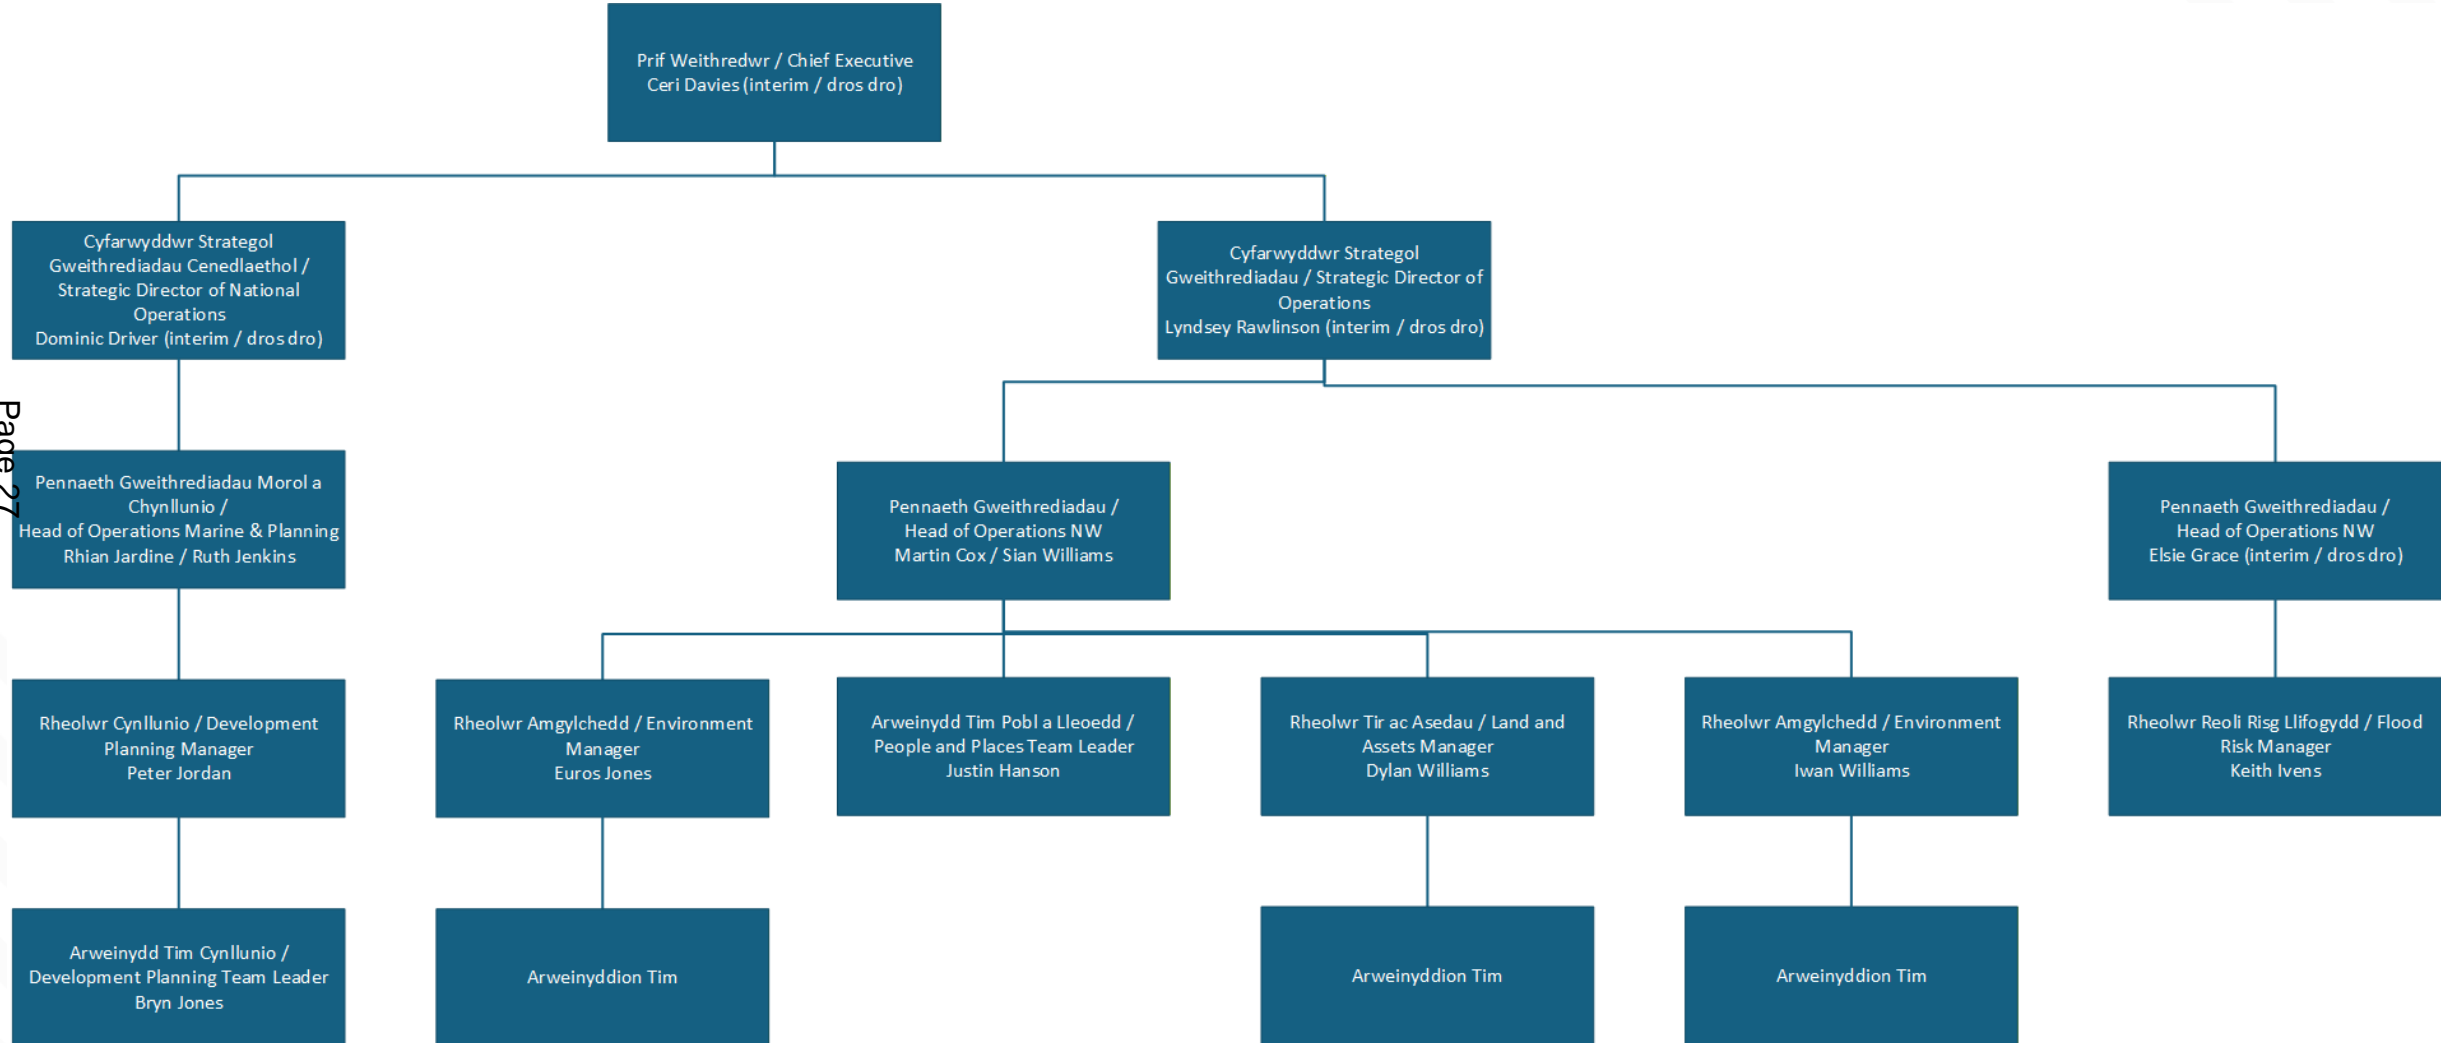 Prif Weithredwr / Chief Executive
Ceri Davies (interim / dros dro)
Cyfarwyddwr Strategol
Gweithrediadau Cenedlaethol /
Strategic Director of National
Operations
Dominic Driver (interim / dros dro)
Cyfarwyddwr Strategol
Gweithrediadau / Strategic Director of
Operations
Lyndsey Rawlinson (interim / dros dro)
Page 27
Pennaeth Gweithrediadau Morol a
Chynllunio /
Head of Operations Marine & Planning
Rhian Jardine / Ruth Jenkins
Pennaeth Gweithrediadau /
Head of Operations NW
Martin Cox / Sian Williams
Pennaeth Gweithrediadau /
Head of Operations NW
Elsie Grace (interim / dros dro)
Rheolwr Cynllunio / Development
Planning Manager
Peter Jordan
Rheolwr Amgylchedd / Environment
Manager
Euros Jones
Arweinydd Tim Pobl a Lleoedd /
People and Places Team Leader
Justin Hanson
Rheolwr Tir ac Asedau / Land and
Assets Manager
Dylan Williams
Rheolwr Amgylchedd / Environment
Manager
Iwan Williams
Rheolwr Reoli Risg Llifogydd / Flood
Risk Manager
Keith Ivens
Arweinydd Tim Cynllunio /
Development Planning Team Leader
Bryn Jones
Arweinyddion Tim
Arweinyddion Tim
Arweinyddion Tim